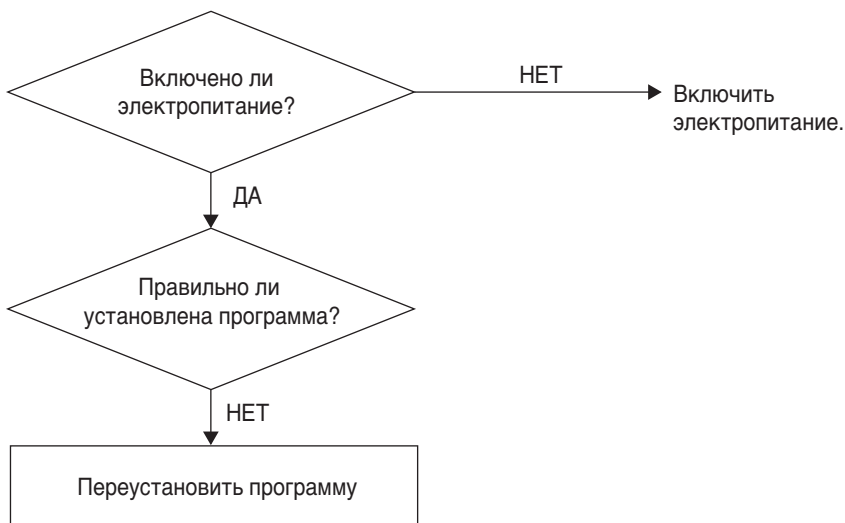 Включено ли
электропитание?
НЕТ
Включить
электропитание.
ДА
Правильно ли
установлена программа?
НЕТ
Переустановить программу